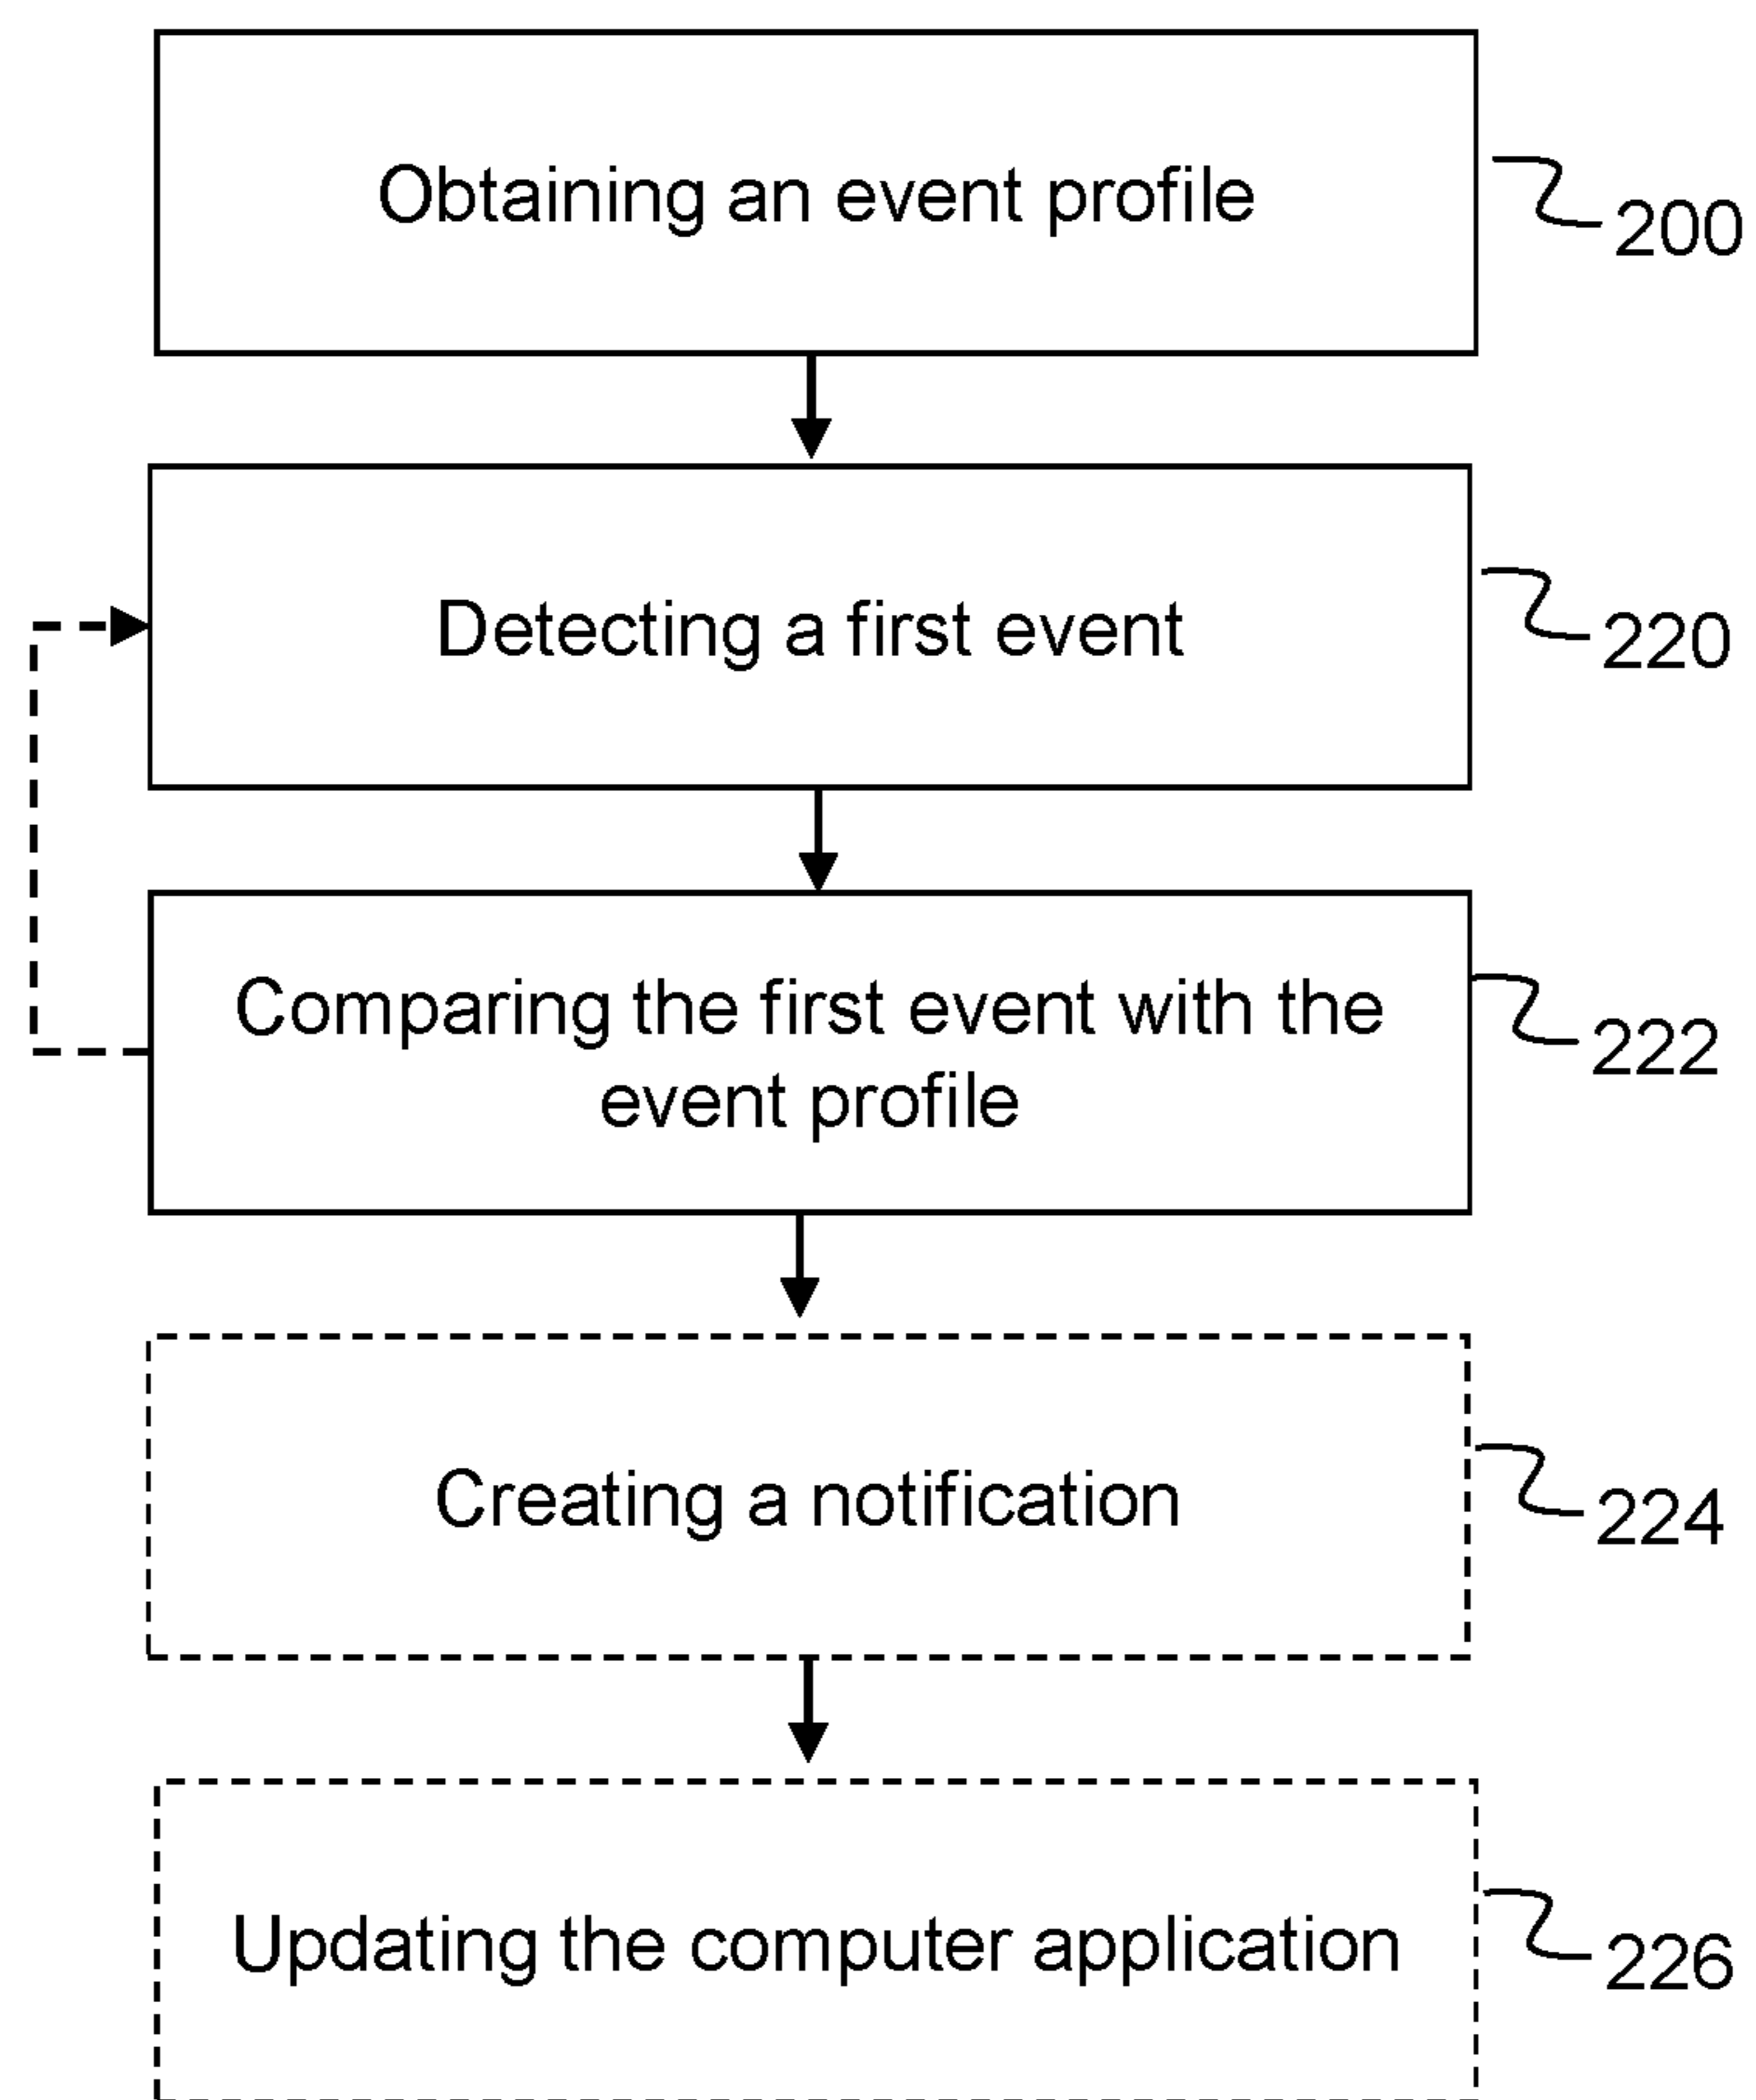 Obtaining an event profile
200
Detecting a first event
220
Comparing the first event with the
event profile
222
Creating a notification
224
Updating the computer application
226